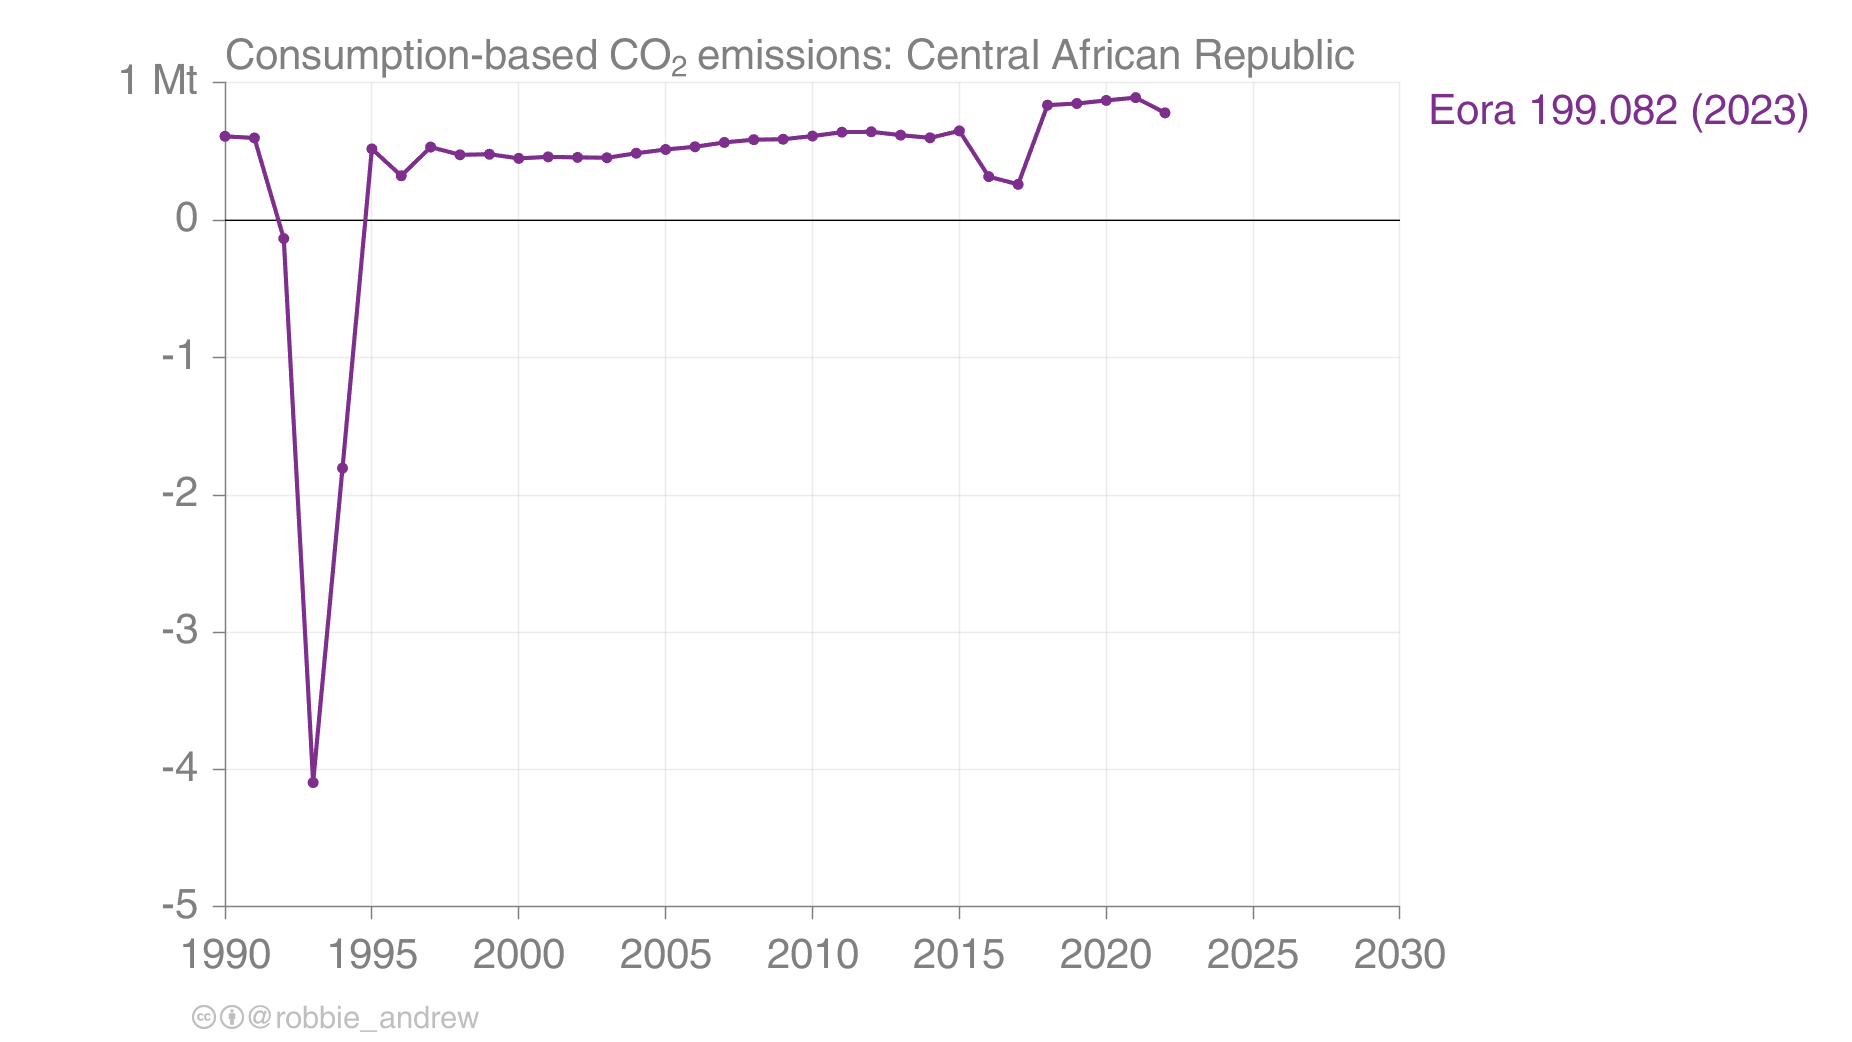 Consumption-based CO₂ emissions: Central African Republic
1 Mt
0
-1
-2
-3
-4
-5
1990 1995 2000 2005 2010 2015 2020 2025 2030
Eora 199.082 (2023)
@robbie_andrew